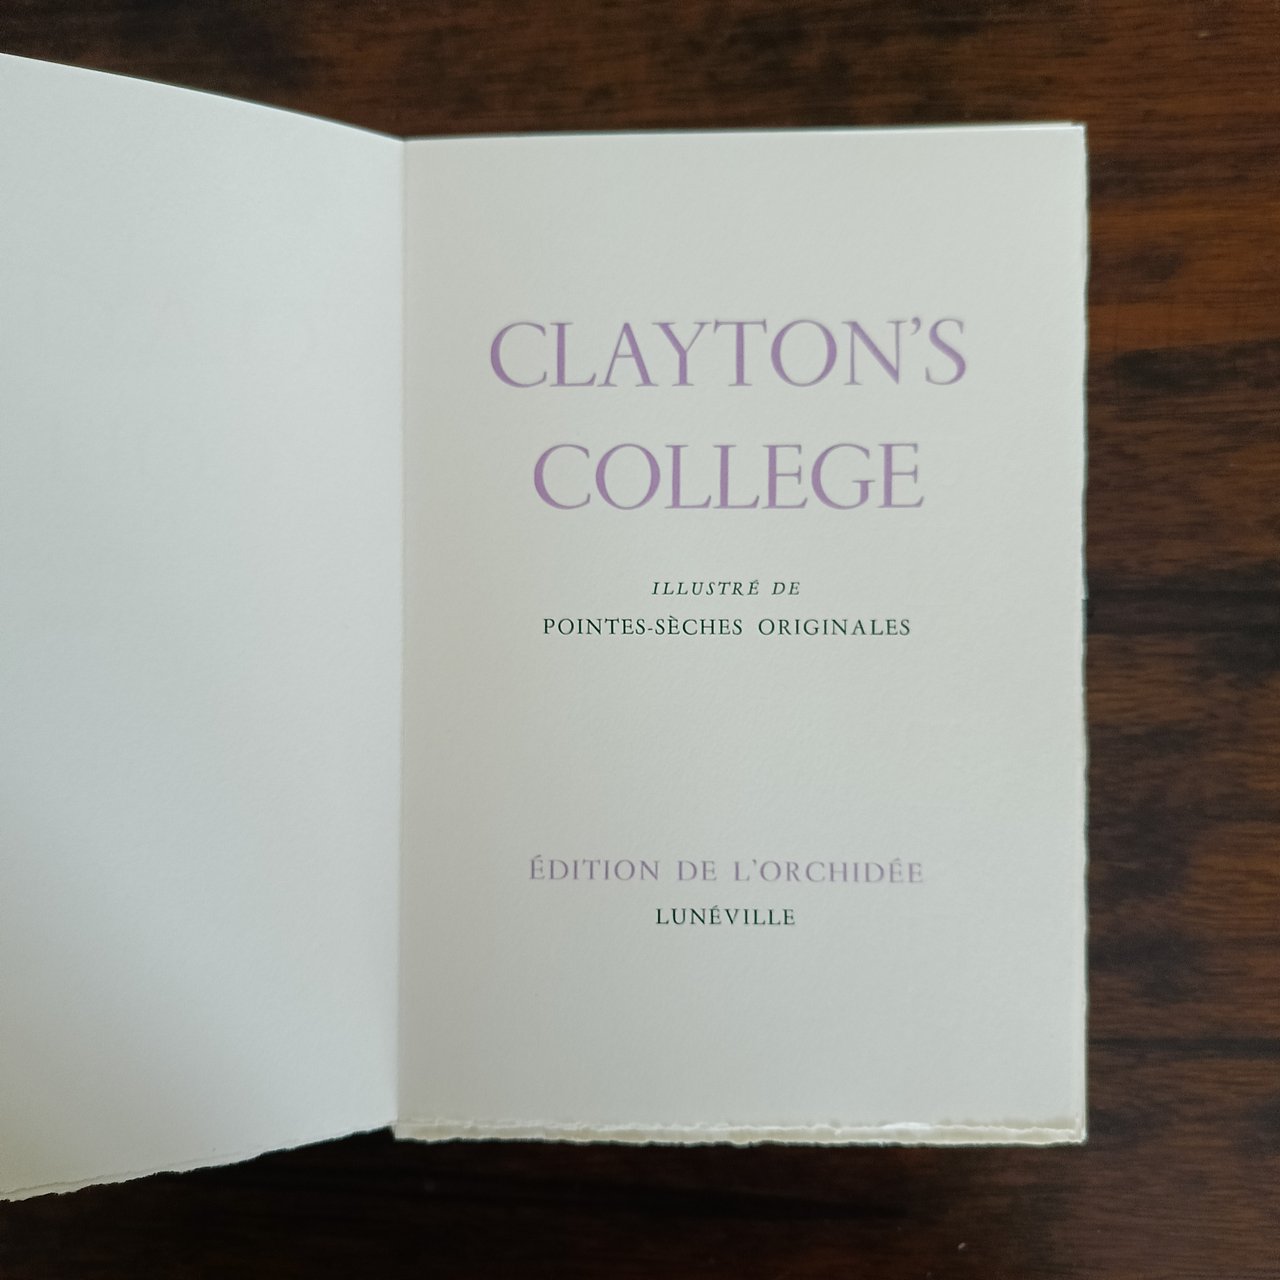 CLAYTON’S
COLLEGE
ILLUSTRÉ DE
POINTES-SÈCHES ORIGINALES
ÉDITION DE L’ORCHIDÉE
LUNÉVILLE